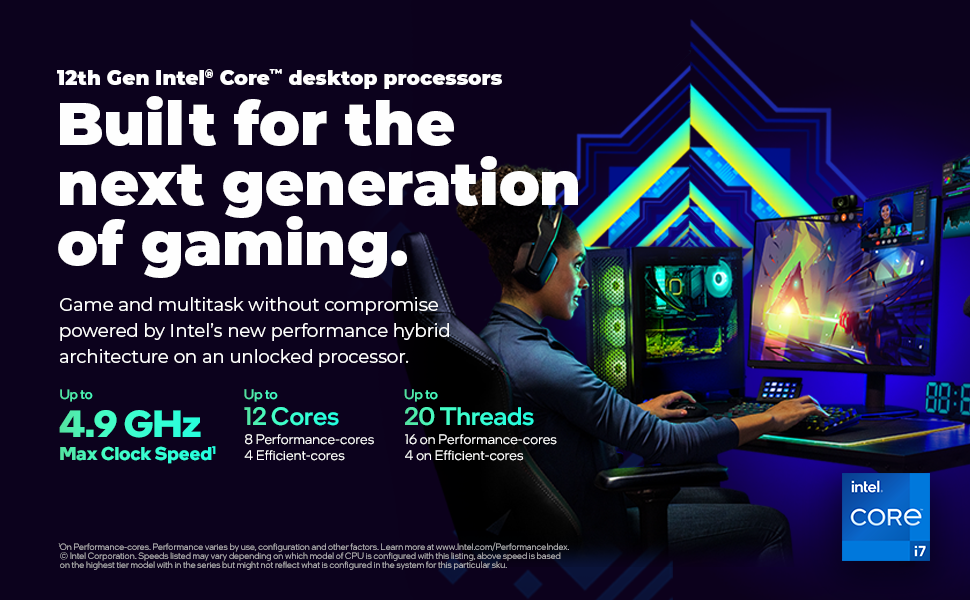 12th Gen Intel® Core™ desktop processors
Built for the
next generation
of gaming.
Game and multitask without compromise
powered by Intel's new performance hybrid
architecture on an unlocked processor.
Up to
4.9 GHz
Max Clock Speed¹
Up to
12 Cores
8 Performance-cores
4 Efficient-cores
Up to
20 Threads
16 on Performance-cores
4 on Efficient-cores
intel.
CORE
i7
¹On Performance-cores. Performance varies by use, configuration and other factors. Learn more at www.Intel.com/PerformanceIndex.
© Intel Corporation. Speeds listed may vary depending on which model of CPU is configured with this listing, above speed is based
on the highest tier model with in the series but might not reflect what is configured in the system for this particular sku.